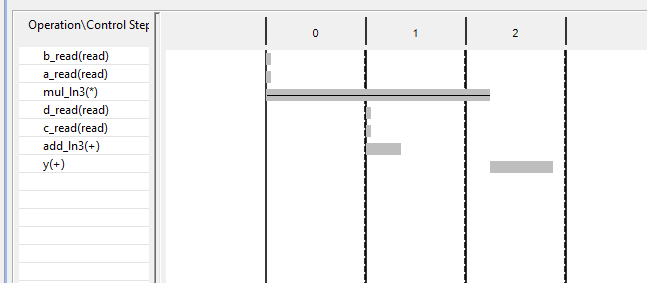 Operation\Control Step
0 1 2
b_read(read)
a_read(read)
mul_ln3(*)
d_read(read)
c_read(read)
add_ln3(+)
y(+)